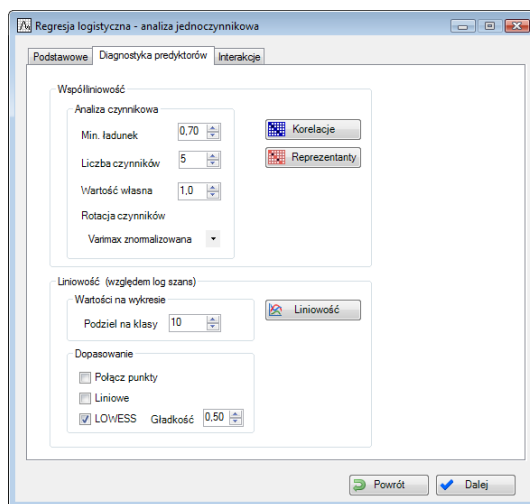 Regresja logistyczna - analiza jednoczynnikowa
Podstawowe Diagnostyka predyktorów Interakcje
Współliniowość
Analiza czynnikowa
Min. ładunek 0,70
Korelacje
Liczba czynników 5
Reprezentanty
Wartość własna 1,0
Rotacja czynników
Varimax znormalizowana
Liniowość (względem log szans)
Wartości na wykresie
Podziel na klasy 10
Liniowość
Dopasowanie
Połącz punkty
Liniowe
LOWESS Gładkość 0,50
Powrót Dalej